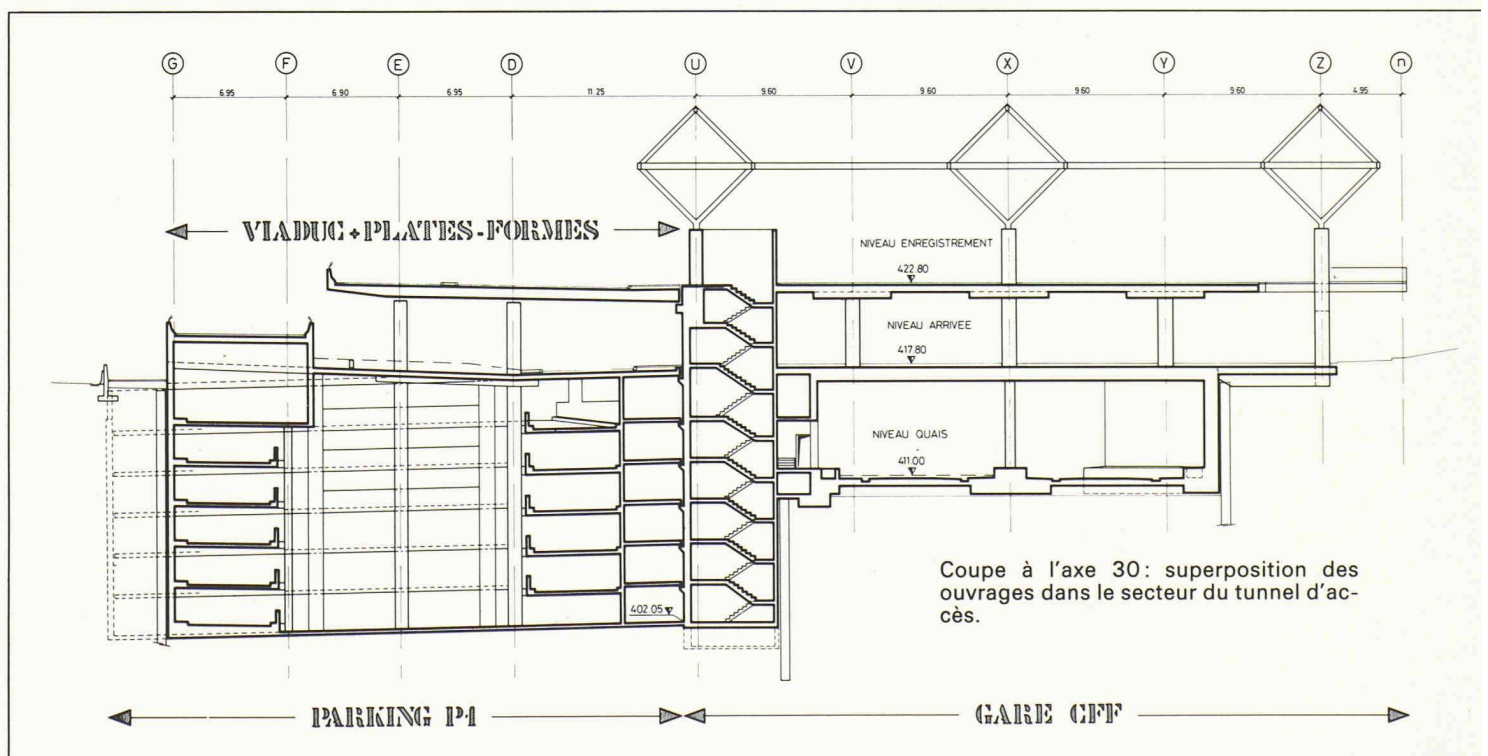 G F E D U V X Y Z n
6.95 6.90 6.95 11.25 9.60 9.60 9.60 9.60 4.95
VIADUC + PLATES-FORMES
NIVEAU ENREGISTREMENT
422.80
NIVEAU ARRIVEE
417.80
NIVEAU QUAIS
411.00
402.05
Coupe à l'axe 30: superposition des
ouvrages dans le secteur du tunnel d'ac-
cès.
PARKING P1 GARE CFF